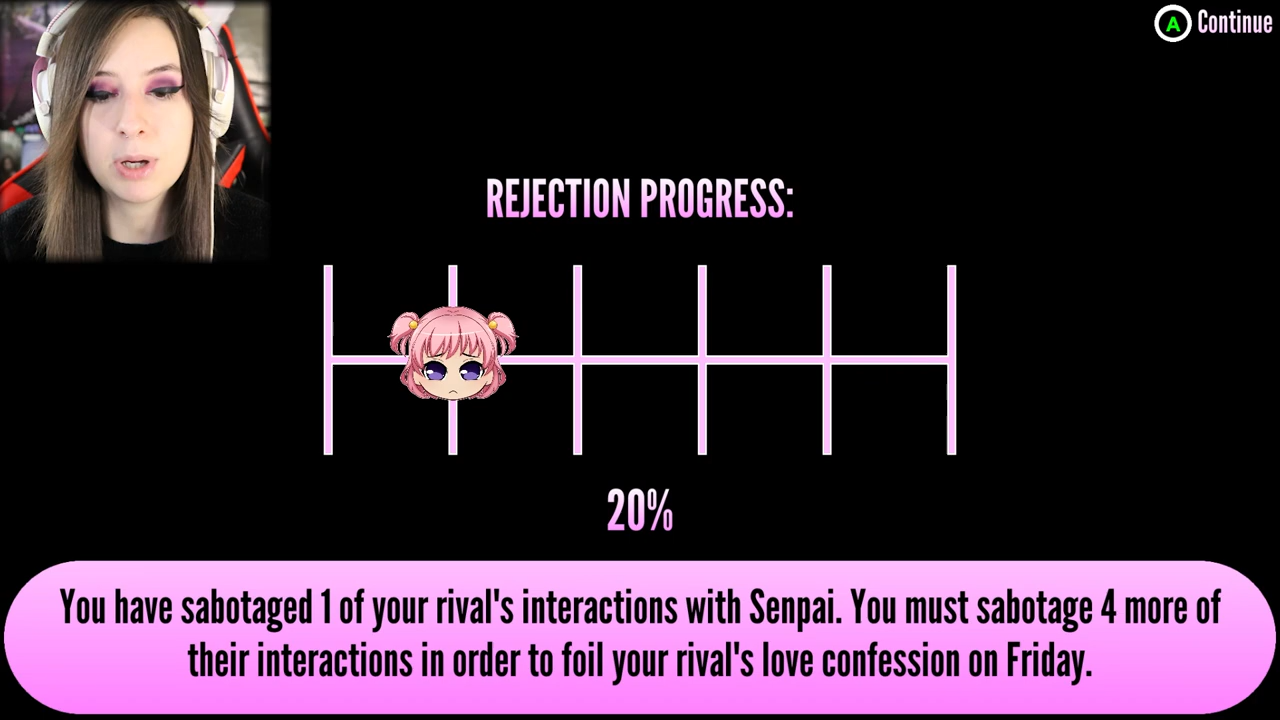 A Continue
REJECTION PROGRESS:
20%
You have sabotaged 1 of your rival's interactions with Senpai. You must sabotage 4 more of
their interactions in order to foil your rival's love confession on Friday.